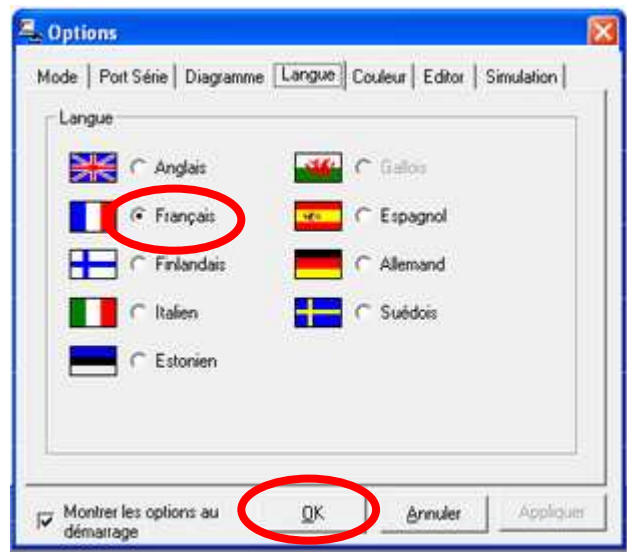 Options
Mode Port Série Diagramme Langue Couleur Editor Simulation
Langue
Anglais Gallois
Français Espagnol
Finlandais Allemand
Italien Suédois
Estonien
Montrer les options au
démarrage
OK Annuler Appliquer